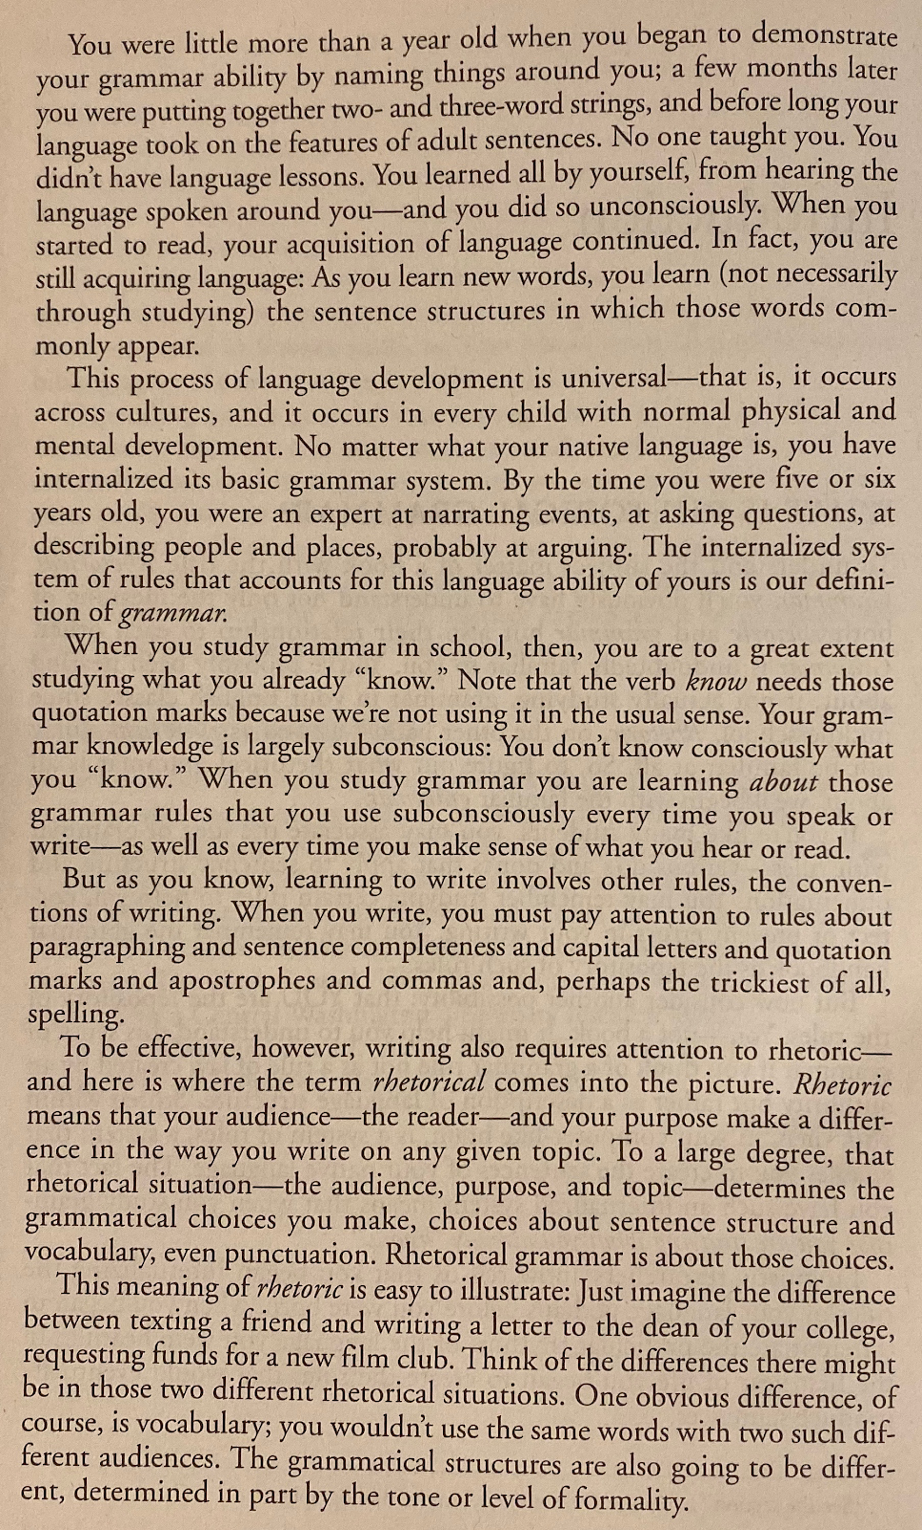 You were little more than a year old when you began to demonstrate
your grammar ability by naming things around you; a few months later
you were putting together two- and three-word strings, and before long your
language took on the features of adult sentences. No one taught you. You
didn’t have language lessons. You learned all by yourself, from hearing the
language spoken around you—and you did so unconsciously. When you
started to read, your acquisition of language continued. In fact, you are
still acquiring language: As you learn new words, you learn (not necessarily
through studying) the sentence structures in which those words com-
monly appear.
This process of language development is universal—that is, it occurs
across cultures, and it occurs in every child with normal physical and
mental development. No matter what your native language is, you have
internalized its basic grammar system. By the time you were five or six
years old, you were an expert at narrating events, at asking questions, at
describing people and places, probably at arguing. The internalized sys-
tem of rules that accounts for this language ability of yours is our defini-
tion of grammar.
When you study grammar in school, then, you are to a great extent
studying what you already “know.” Note that the verb know needs those
quotation marks because we’re not using it in the usual sense. Your gram-
mar knowledge is largely subconscious: You don’t know consciously what
you “know.” When you study grammar you are learning about those
grammar rules that you use subconsciously every time you speak or
write—as well as every time you make sense of what you hear or read.
But as you know, learning to write involves other rules, the conven-
tions of writing. When you write, you must pay attention to rules about
paragraphing and sentence completeness and capital letters and quotation
marks and apostrophes and commas and, perhaps the trickiest of all,
spelling.
To be effective, however, writing also requires attention to rhetoric—
and here is where the term rhetorical comes into the picture. Rhetoric
means that your audience—the reader—and your purpose make a differ-
ence in the way you write on any given topic. To a large degree, that
rhetorical situation—the audience, purpose, and topic—determines the
grammatical choices you make, choices about sentence structure and
vocabulary, even punctuation. Rhetorical grammar is about those choices.
This meaning of rhetoric is easy to illustrate: Just imagine the difference
between texting a friend and writing a letter to the dean of your college,
requesting funds for a new film club. Think of the differences there might
be in those two different rhetorical situations. One obvious difference, of
course, is vocabulary; you wouldn’t use the same words with two such dif-
ferent audiences. The grammatical structures are also going to be differ-
ent, determined in part by the tone or level of formality.